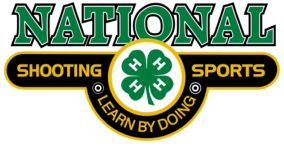 NATIONAL
SHOOTING SPORTS
H H
H H
LEARN BY DOING